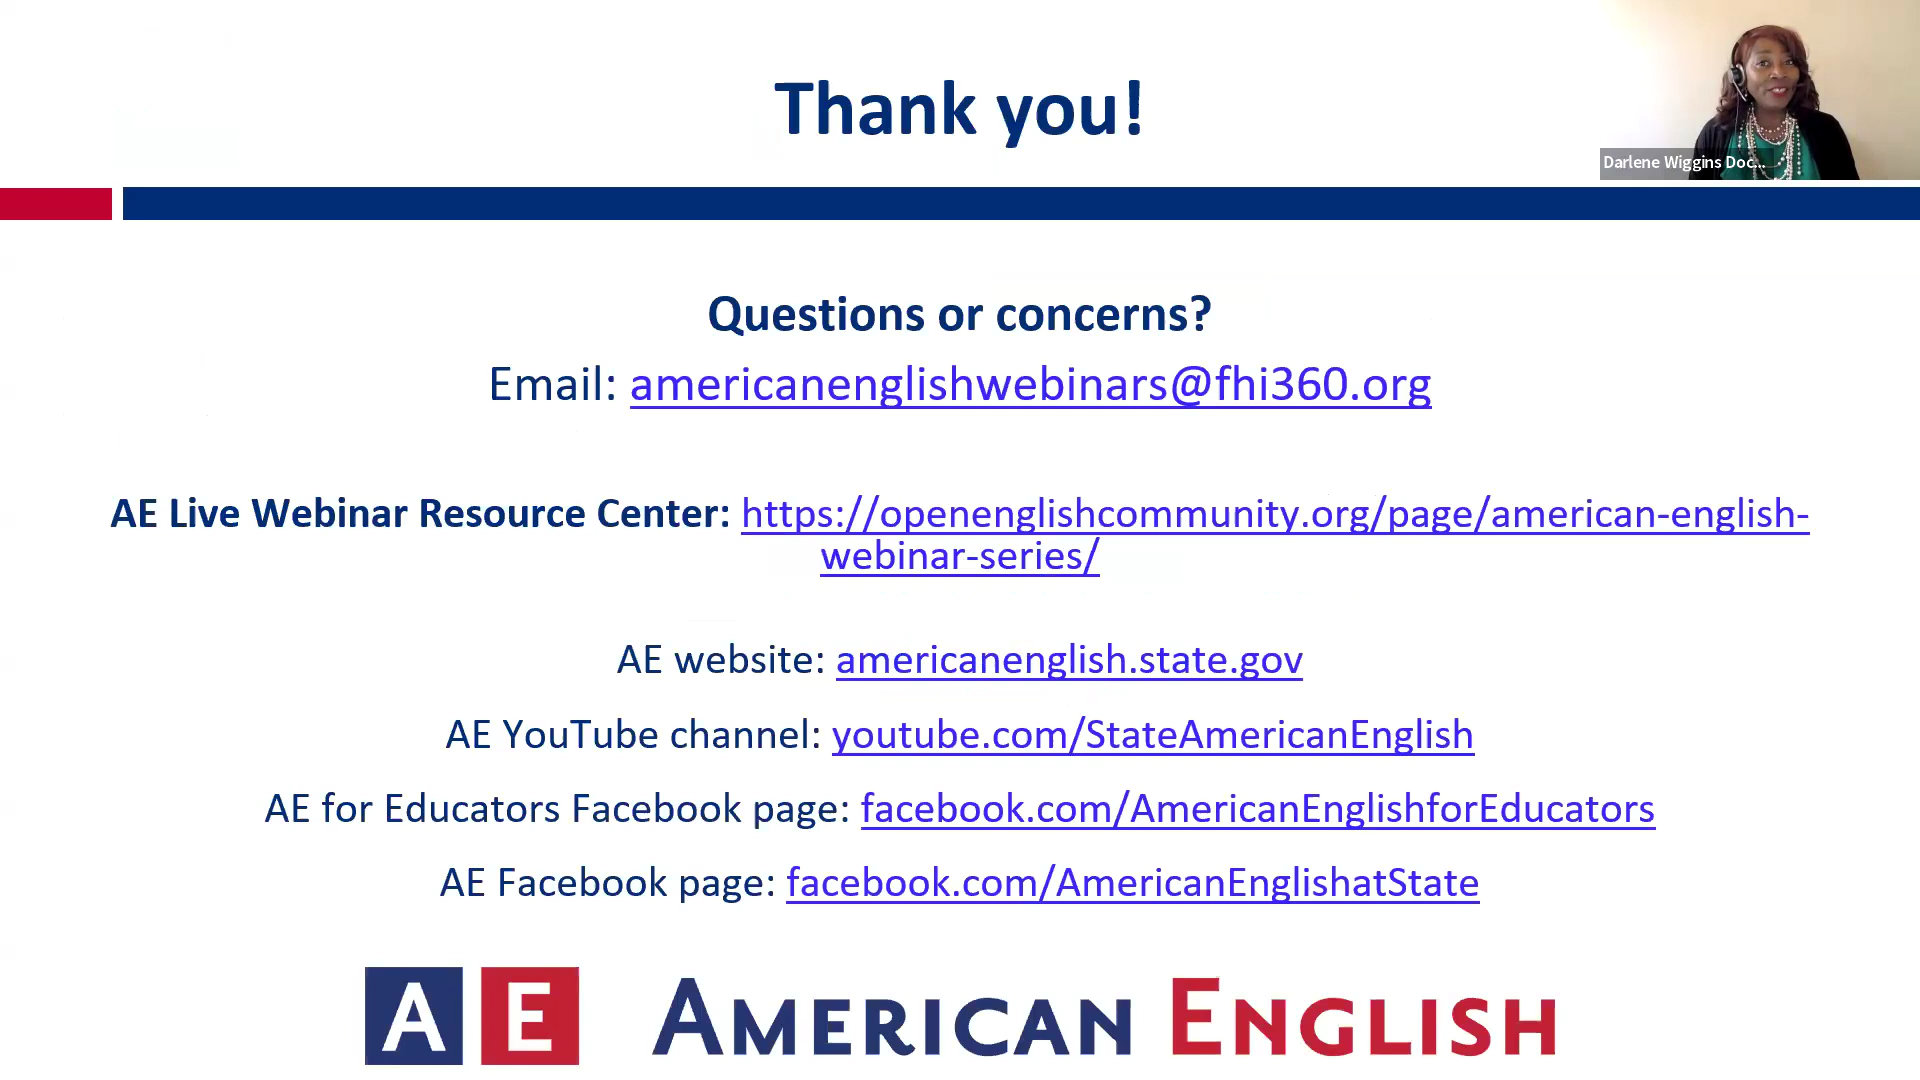 Thank you!
Darlene Wiggins Doc...
Questions or concerns?
Email: americanenglishwebinars@fhi360.org
AE Live Webinar Resource Center: https://openenglishcommunity.org/page/american-english-
webinar-series/
AE website: americanenglish.state.gov
AE YouTube channel: youtube.com/StateAmericanEnglish
AE for Educators Facebook page: facebook.com/AmericanEnglishforEducators
AE Facebook page: facebook.com/AmericanEnglishatState
AE AMERICAN ENGLISH